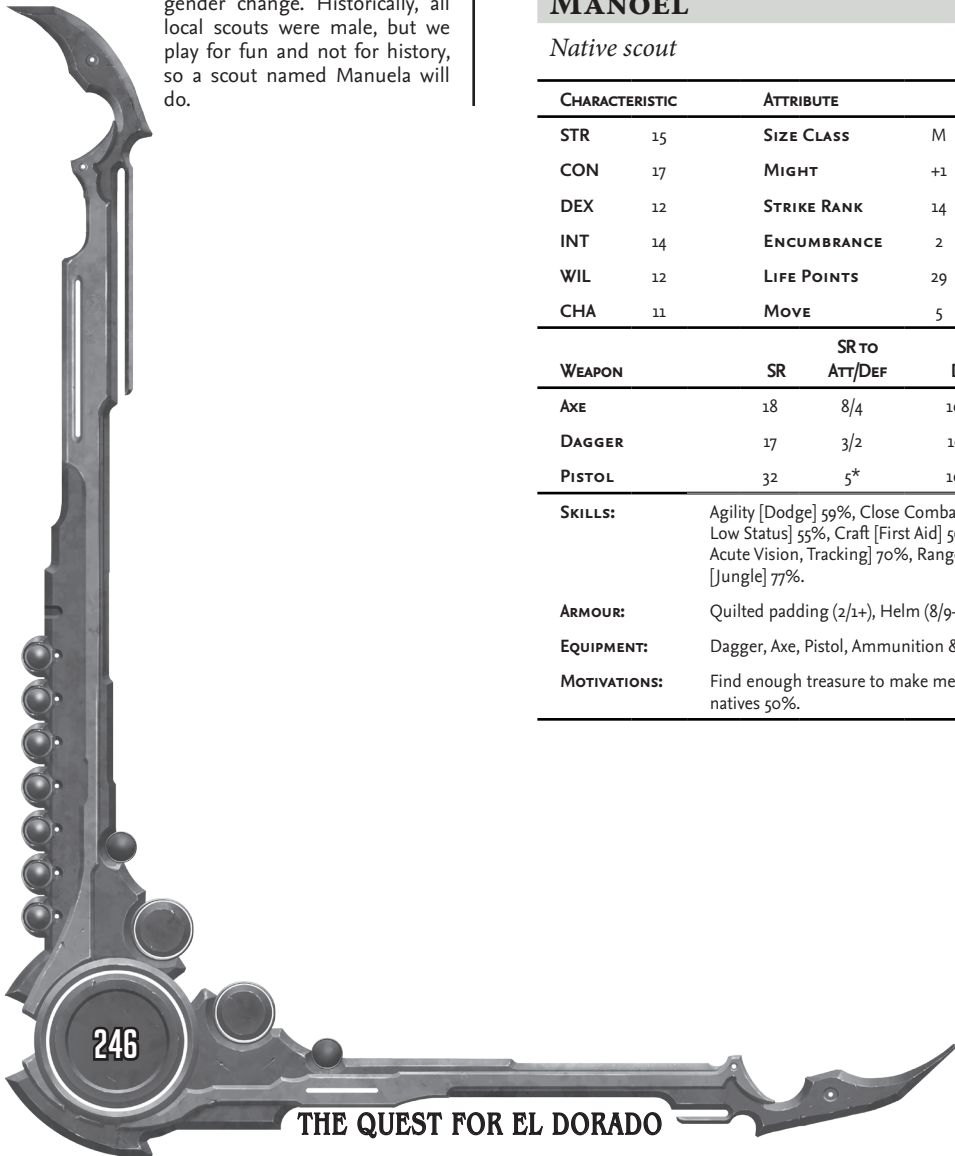 gender change. Historically, all
local scouts were male, but we
play for fun and not for history,
so a scout named Manuela will
do.
MANOEL
Native scout
CHARACTERISTIC ATTRIBUTE
STR 15 SIZE CLASS M
CON 17 MIGHT +1
DEX 12 STRIKE RANK 14
INT 14 ENCUMBRANCE 2
WIL 12 LIFE POINTS 29
CHA 11 MOVE 5
SR TO
WEAPON SR ATT/DEF
AXE 18 8/4
DAGGER 17 3/2
PISTOL 32 5*
SKILLS: Agility [Dodge] 59%, Close
Low Status] 55%, Craft [First Aid]
Acute Vision, Tracking] 70%,
[Jungle] 77%.
ARMOUR: Quilted padding (2/1+), Helm
EQUIPMENT: Dagger, Axe, Pistol, Ammunition &
MOTIVATIONS: Find enough treasure to make
natives 50%.
246
THE QUEST FOR EL DORADO